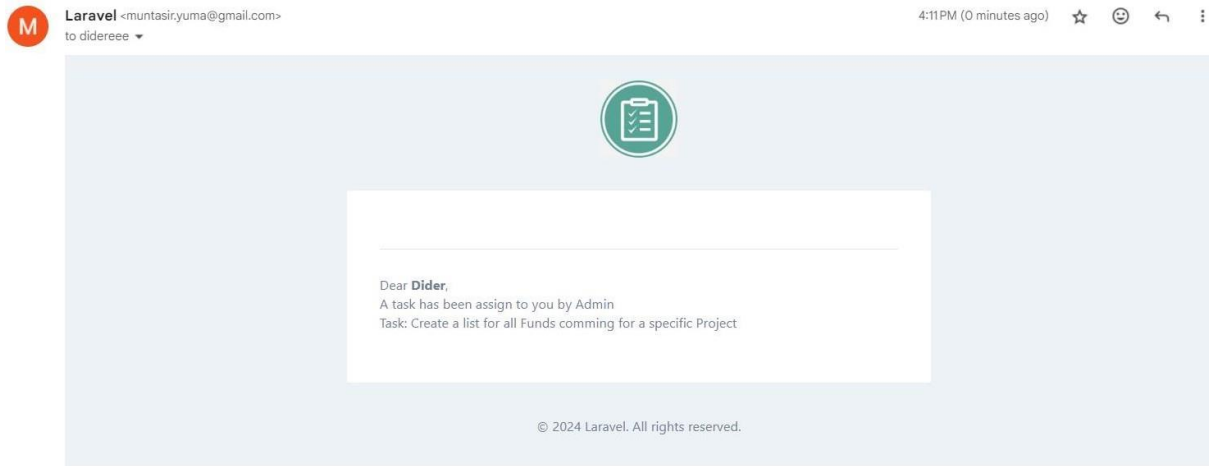 M
Laravel <muntasir.yuma@gmail.com>
4:11 PM (0 minutes ago)
to didereee
Dear Dider,
A task has been assign to you by Admin
Task: Create a list for all Funds comming for a specific Project
© 2024 Laravel. All rights reserved.